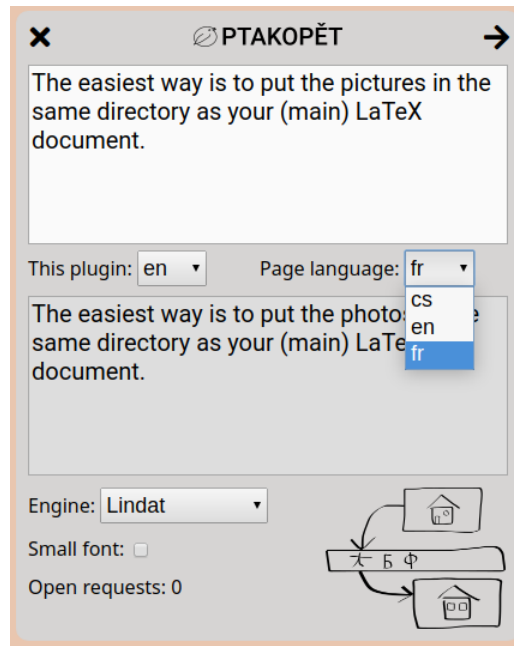 PTAKOPĚT
The easiest way is to put the pictures in the
same directory as your (main) LaTeX
document.
This plugin: en
Page language: fr
cs
en
fr
The easiest way is to put the photos
same directory as your (main) LaTe
document.
Engine: Lindat
Small font:
Open requests: 0
大 Б Ф